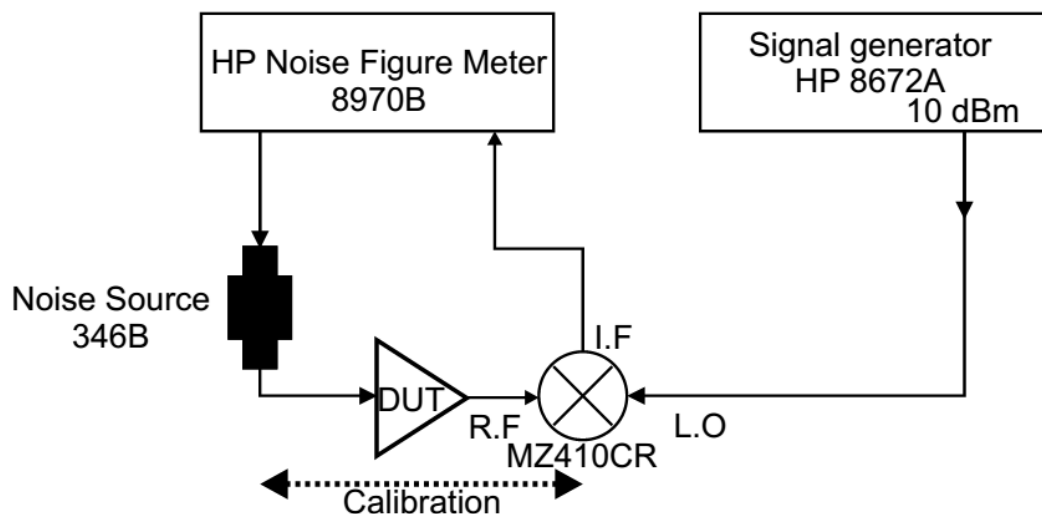 HP Noise Figure Meter
8970B
Signal generator
HP 8672A
10 dBm
Noise Source
346B
I.F
DUT
R.F
L.O
MZ410CR
Calibration